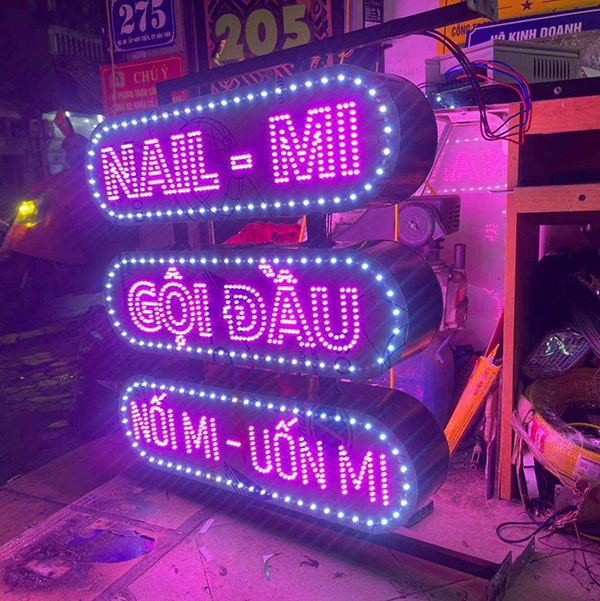 275
205
HỘ KINH DOANH
CHÚ Ý
NAIL - MI
GỘI ĐẦU
NỐI MI - UỐN MI